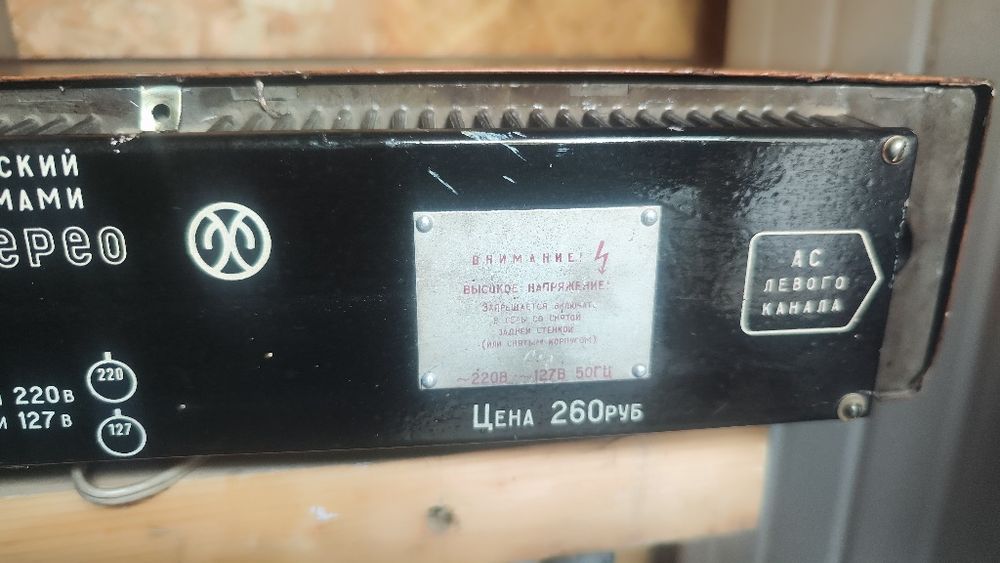 СКИЙ
МАМИ
ерео
ВНИМАНИЕ!
ВЫСОКОЕ НАПРЯЖЕНИЕ!
ЗАПРЕЩАЕТСЯ ВКЛЮЧАТЬ
В СЕТЬ СО СНЯТОЙ
ЗАДНЕЙ СТЕНКОЙ
(ИЛИ СНЯТЫМ КОРПУСОМ)
~220В ~127В 50ГЦ
ЦЕНА 260РУБ
АС
ЛЕВОГО
КАНАЛА
220В 220
И 127В 127